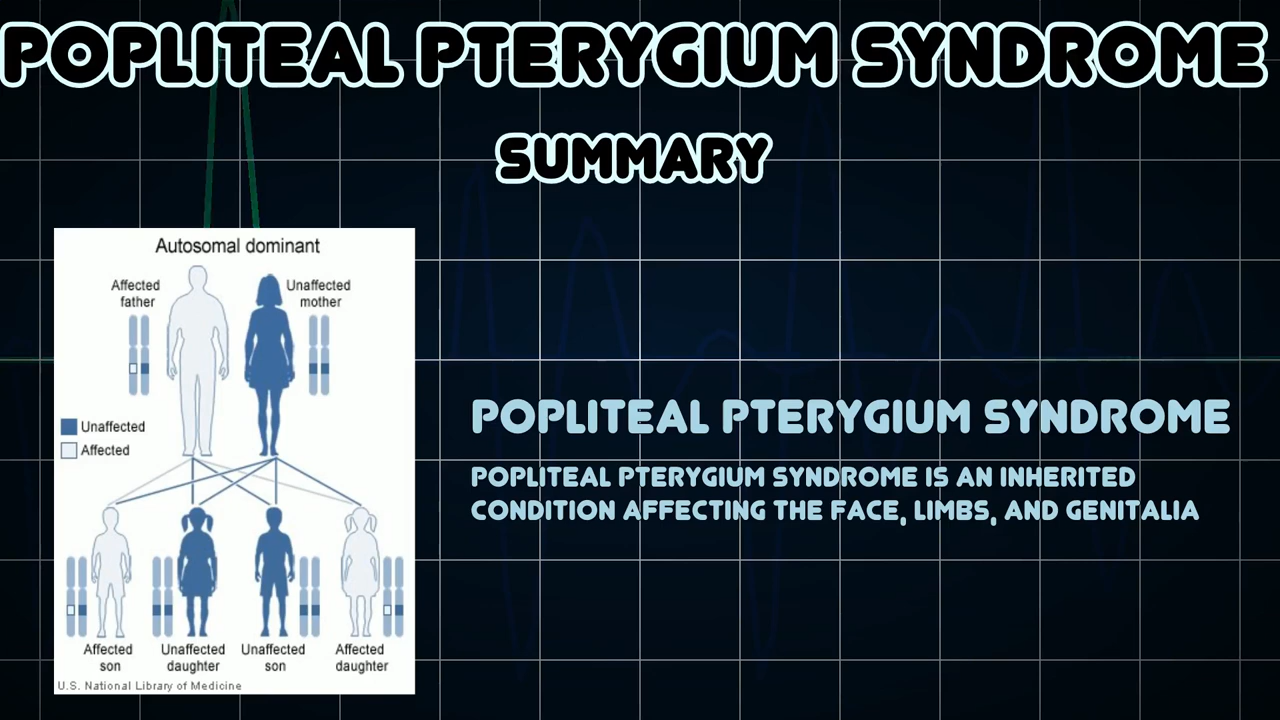 POPLITEAL PTERYGIUM SYNDROME
SUMMARY
Autosomal dominant
Affected
father
Unaffected
mother
Unaffected
Affected
Affected
son
Unaffected
daughter
Unaffected
son
Affected
daughter
U.S. National Library of Medicine
POPLITEAL PTERYGIUM SYNDROME
POPLITEAL PTERYGIUM SYNDROME IS AN INHERITED
CONDITION AFFECTING THE FACE, LIMBS, AND GENITALIA